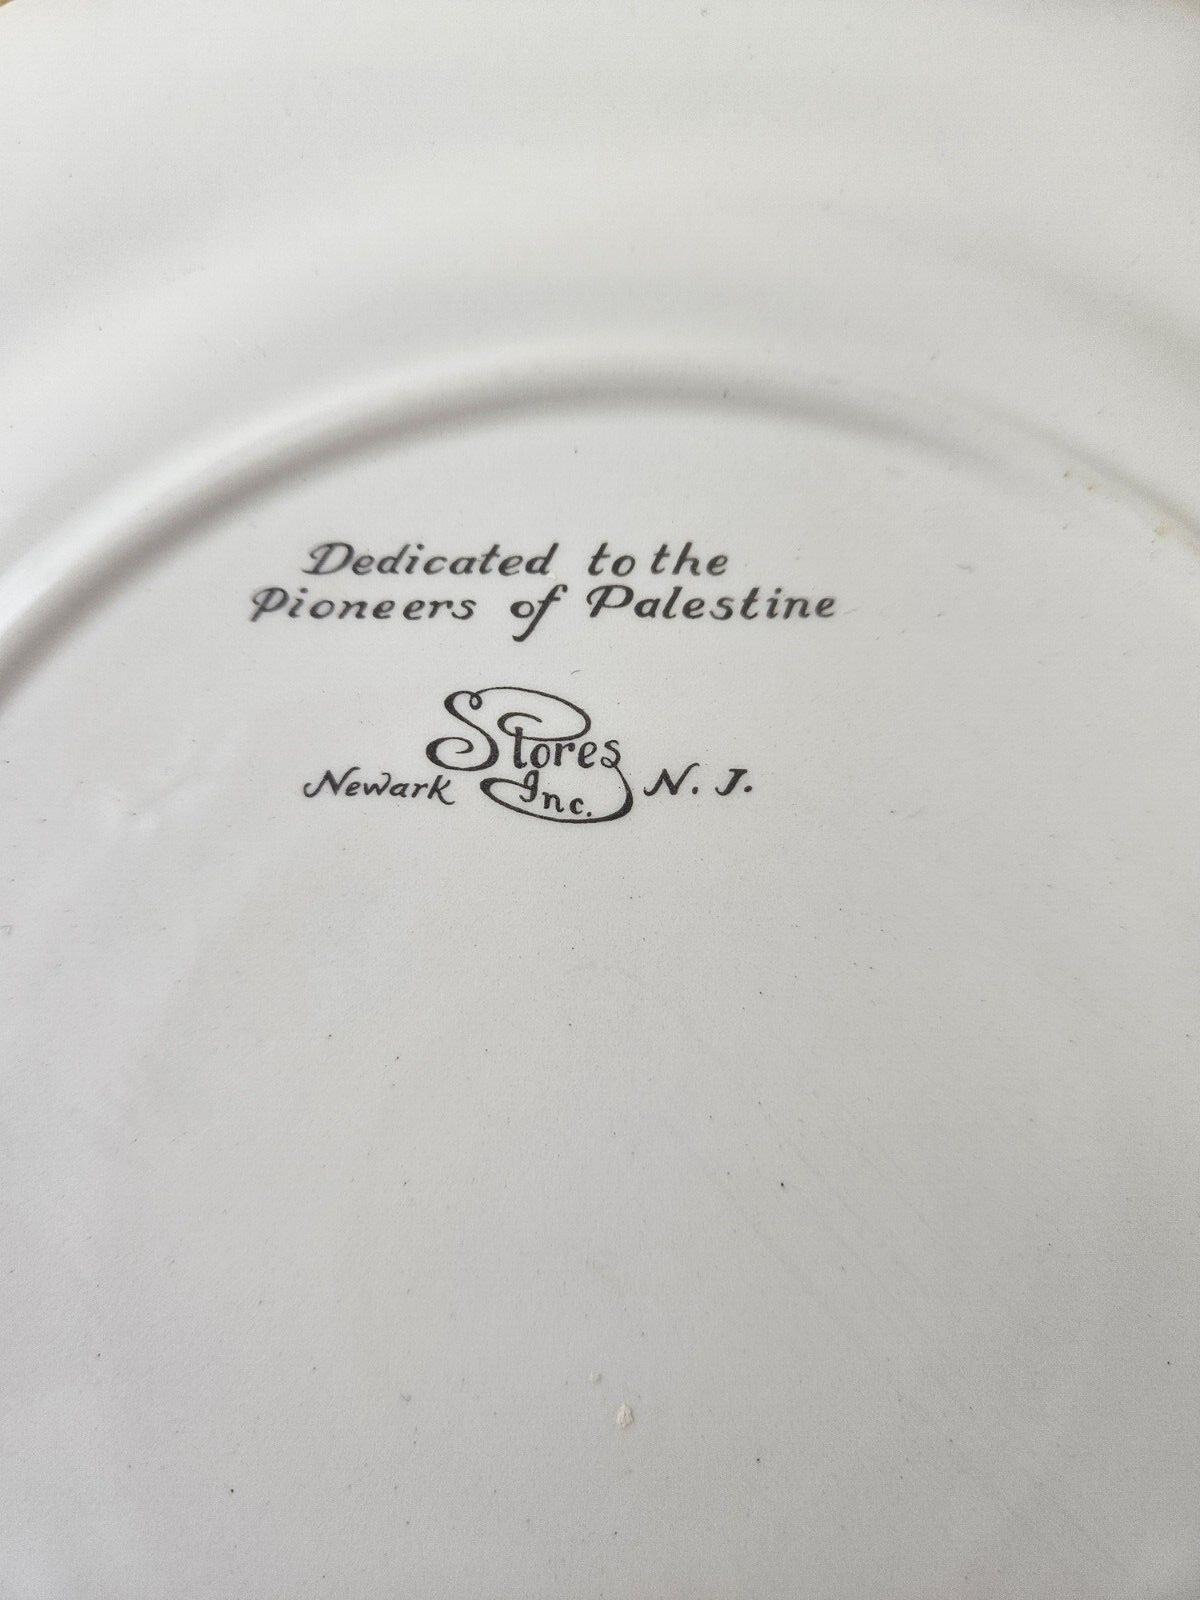 Dedicated to the
Pioneers of Palestine
Stores
Newark Inc. N. J.